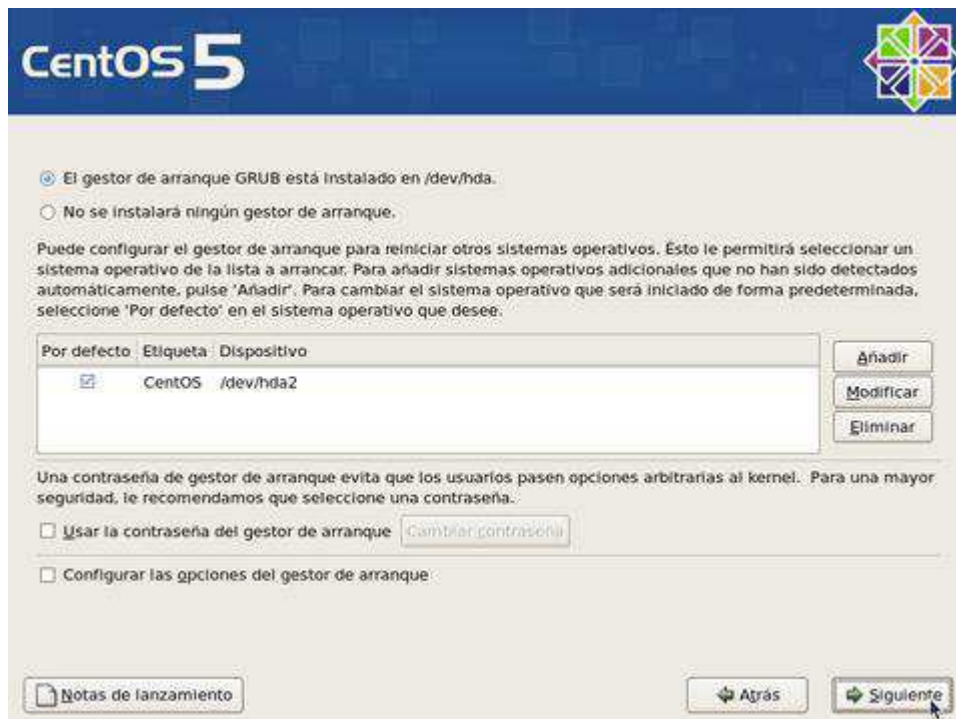 CentOS 5
El gestor de arranque GRUB está instalado en /dev/hda.
No se instalará ningún gestor de arranque.
Puede configurar el gestor de arranque para reiniciar otros sistemas operativos. Esto le permitirá seleccionar un
sistema operativo de la lista a arrancar. Para añadir sistemas operativos adicionales que no han sido detectados
automáticamente, pulse 'Añadir'. Para cambiar el sistema operativo que será iniciado de forma predeterminada,
seleccione 'Por defecto' en el sistema operativo que desee.
Por defecto Etiqueta Dispositivo
CentOS /dev/hda2
Añadir
Modificar
Eliminar
Una contraseña de gestor de arranque evita que los usuarios pasen opciones arbitrarias al kernel. Para una mayor
seguridad, le recomendamos que seleccione una contraseña.
Usar la contraseña del gestor de arranque Cambiar contraseña
Configurar las opciones del gestor de arranque
Notas de lanzamiento
Atrás
Siguiente